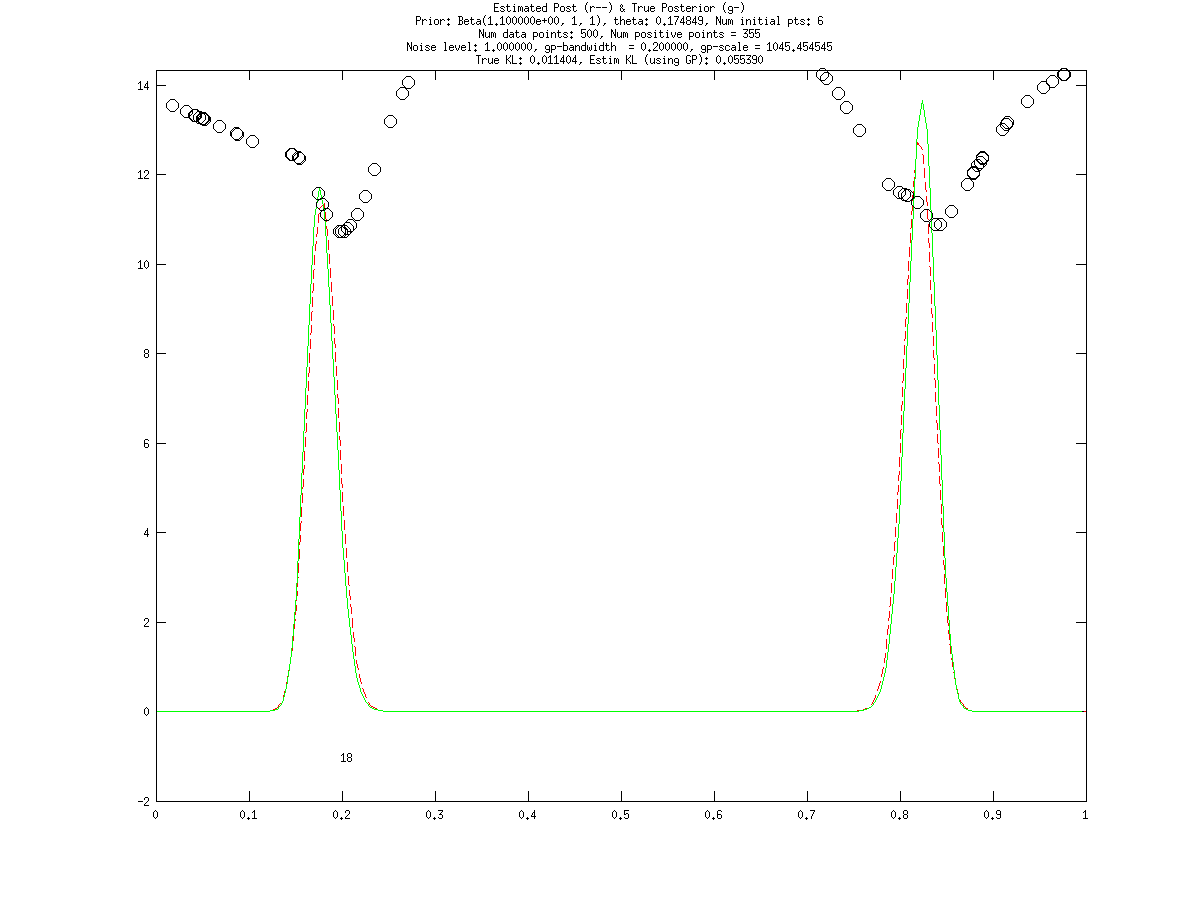 Estimated Post (r--) & True Posterior (g-)
Prior: Beta(1.100000e+00, 1, 1), theta: 0.174849, Num initial pts: 6
Num data points: 500, Num positive points = 355
Noise level: 1.000000, gp-bandwidth  = 0.200000, gp-scale = 1045.454545
True KL: 0.011404, Estim KL (using GP): 0.055390
14
12
10
8
6
4
2
0
18
-2
0 0.1 0.2 0.3 0.4 0.5 0.6 0.7 0.8 0.9 1